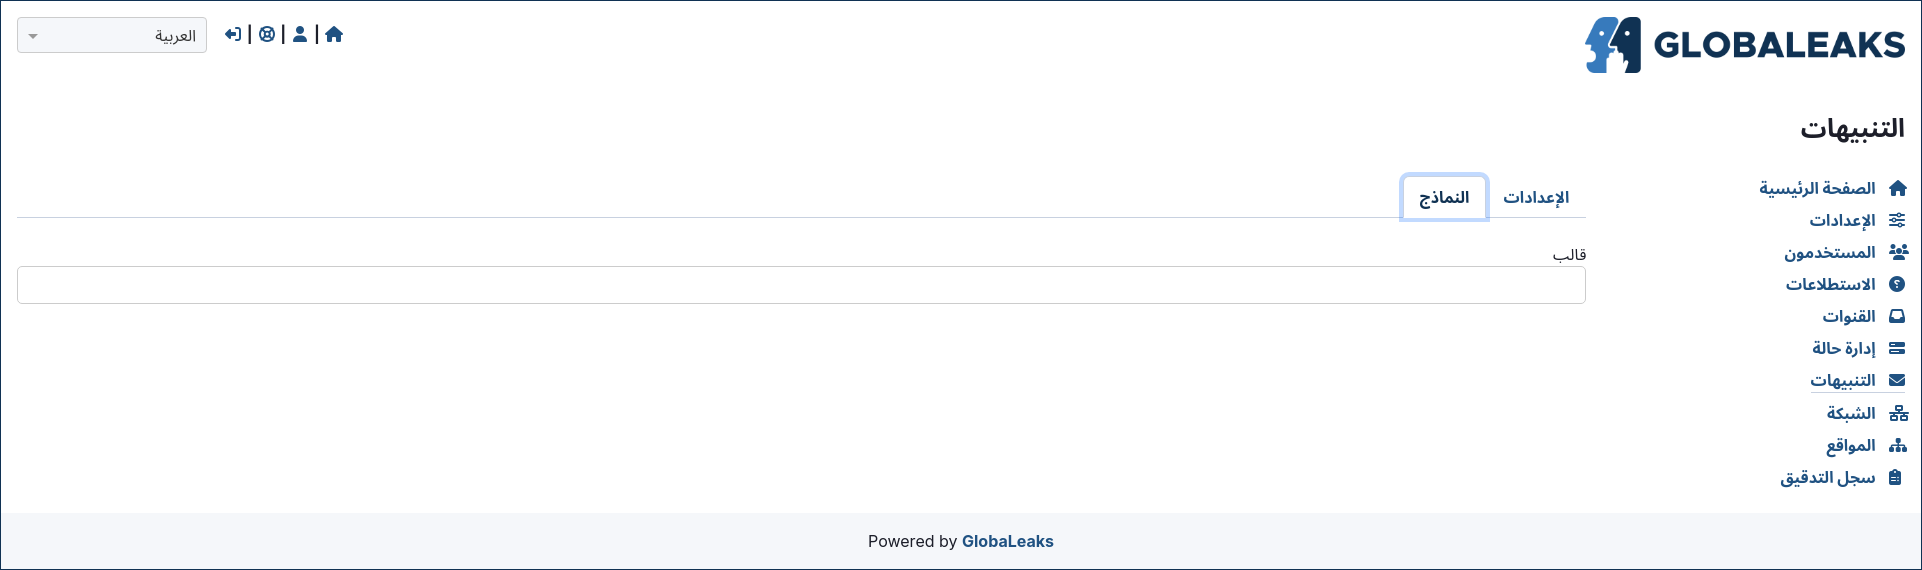 GLOBALEAKS
العربية
التنبيهات
الصفحة الرئيسية
الإعدادات
المستخدمون
الاستطلاعات
القنوات
إدارة حالة
التنبيهات
الشبكة
المواقع
سجل التدقيق
الإعدادات
النماذج
قالب
Powered by GlobaLeaks